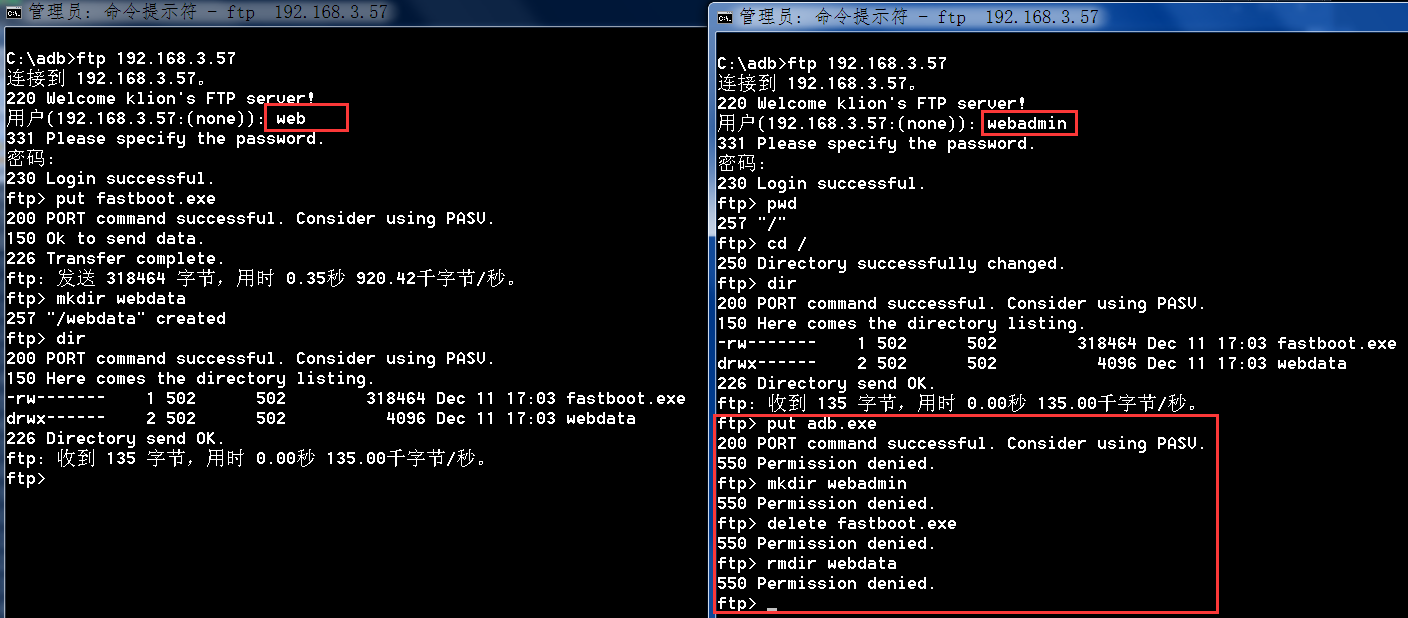 管理员: 命令提示符 - ftp  192.168.3.57
C:\adb>ftp 192.168.3.57
连接到 192.168.3.57。
220 Welcome klion's FTP server!
用户(192.168.3.57:(none)): web
331 Please specify the password.
密码:
230 Login successful.
ftp> put fastboot.exe
200 PORT command successful. Consider using PASV.
150 Ok to send data.
226 Transfer complete.
ftp: 发送 318464 字节，用时 0.35秒 920.42千字节/秒。
ftp> mkdir webdata
257 "/webdata" created
ftp> dir
200 PORT command successful. Consider using PASV.
150 Here comes the directory listing.
-rw-------    1 502      502        318464 Dec 11 17:03 fastboot.exe
drwx------    2 502      502          4096 Dec 11 17:03 webdata
226 Directory send OK.
ftp: 收到 135 字节，用时 0.00秒 135.00千字节/秒。
ftp>
管理员: 命令提示符 - ftp  192.168.3.57
C:\adb>ftp 192.168.3.57
连接到 192.168.3.57。
220 Welcome klion's FTP server!
用户(192.168.3.57:(none)): webadmin
331 Please specify the password.
密码:
230 Login successful.
ftp> pwd
257 "/"
ftp> cd /
250 Directory successfully changed.
ftp> dir
200 PORT command successful. Consider using PASV.
150 Here comes the directory listing.
-rw-------    1 502      502        318464 Dec 11 17:03 fastboot.exe
drwx------    2 502      502          4096 Dec 11 17:03 webdata
226 Directory send OK.
ftp: 收到 135 字节，用时 0.00秒 135.00千字节/秒。
ftp> put adb.exe
200 PORT command successful. Consider using PASV.
550 Permission denied.
ftp> mkdir webadmin
550 Permission denied.
ftp> delete fastboot.exe
550 Permission denied.
ftp> rmdir webdata
550 Permission denied.
ftp> _